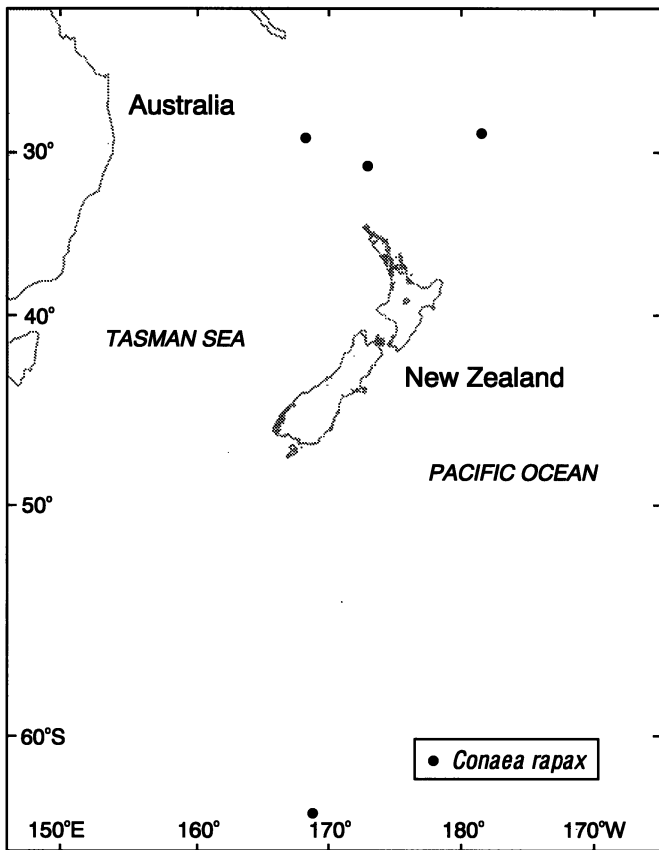 Australia
30°
40°
TASMAN SEA
New Zealand
PACIFIC OCEAN
50°
60°S
Conaea rapax
150°E 160° 170° 180° 170°W